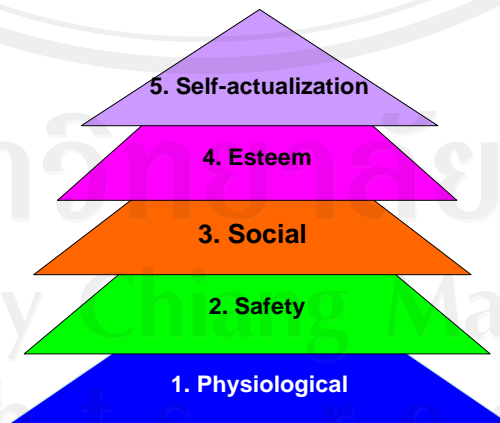 5. Self-actualization
4. Esteem
3. Social
2. Safety
1. Physiological